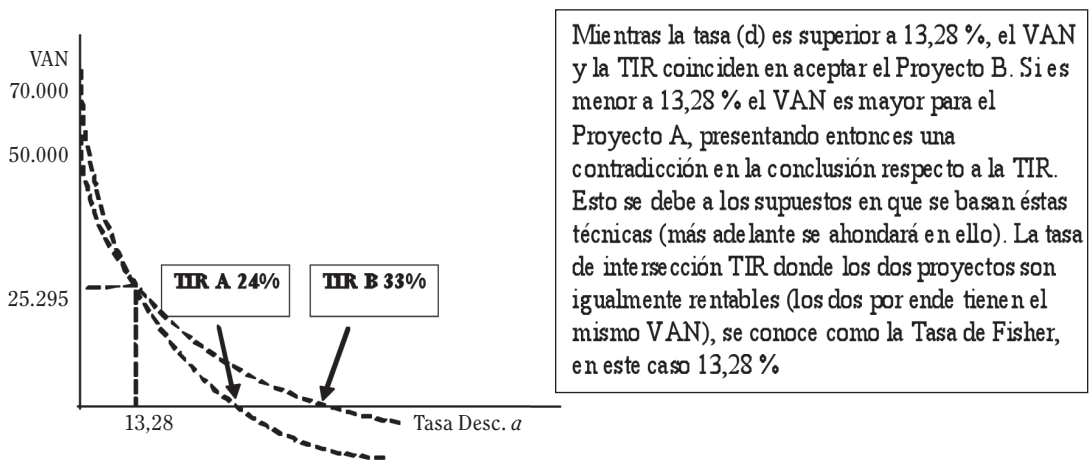 VAN
70.000
50.000
25.295
TIR A 24%
TIR B 33%
13,28
Tasa Desc. a
Mientras la tasa (d) es superior a 13,28 %, el VAN
y la TIR coinciden en aceptar el Proyecto B. Si es
menor a 13,28 % el VAN es mayor para el
Proyecto A, presentando entonces una
contradicción en la conclusión respecto a la TIR.
Esto se debe a los supuestos en que se basan éstas
técnicas (más adelante se ahondará en ello). La tasa
de intersección TIR donde los dos proyectos son
igualmente rentables (los dos por ende tienen el
mismo VAN), se conoce como la Tasa de Fisher,
en este caso 13,28 %